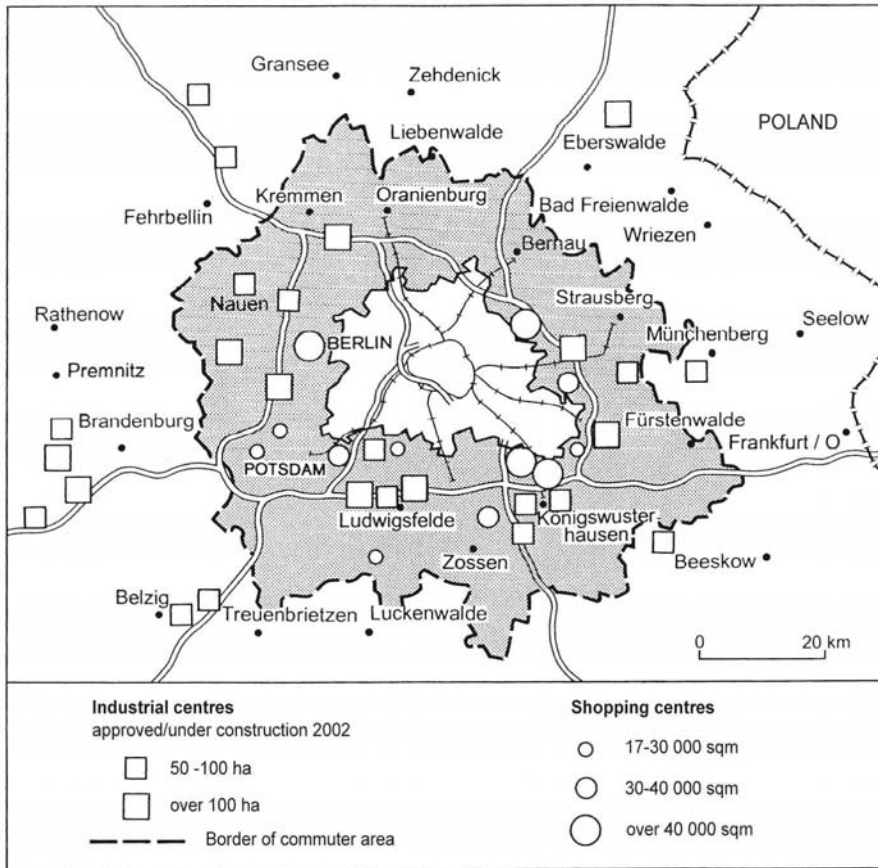 Gransee
Zehdenick
POLAND
Liebenwalde
Eberswalde
Kremmen
Oranienburg
Bad Freienwalde
Fehrbellin
Wriezen
Bernau
Nauen
Strausberg
Rathenow
BERLIN
Münchenberg
Seelow
Premnitz
Brandenburg
Fürstenwalde
Frankfurt / O
POTSDAM
Ludwigsfelde
Königswuster
hausen
Zossen
Beeskow
Belzig
Treuenbrietzen
Luckenwalde
0 20 km
Industrial centres
approved/under construction 2002
50 -100 ha
over 100 ha
Border of commuter area
Shopping centres
17-30 000 sqm
30-40 000 sqm
over 40 000 sqm